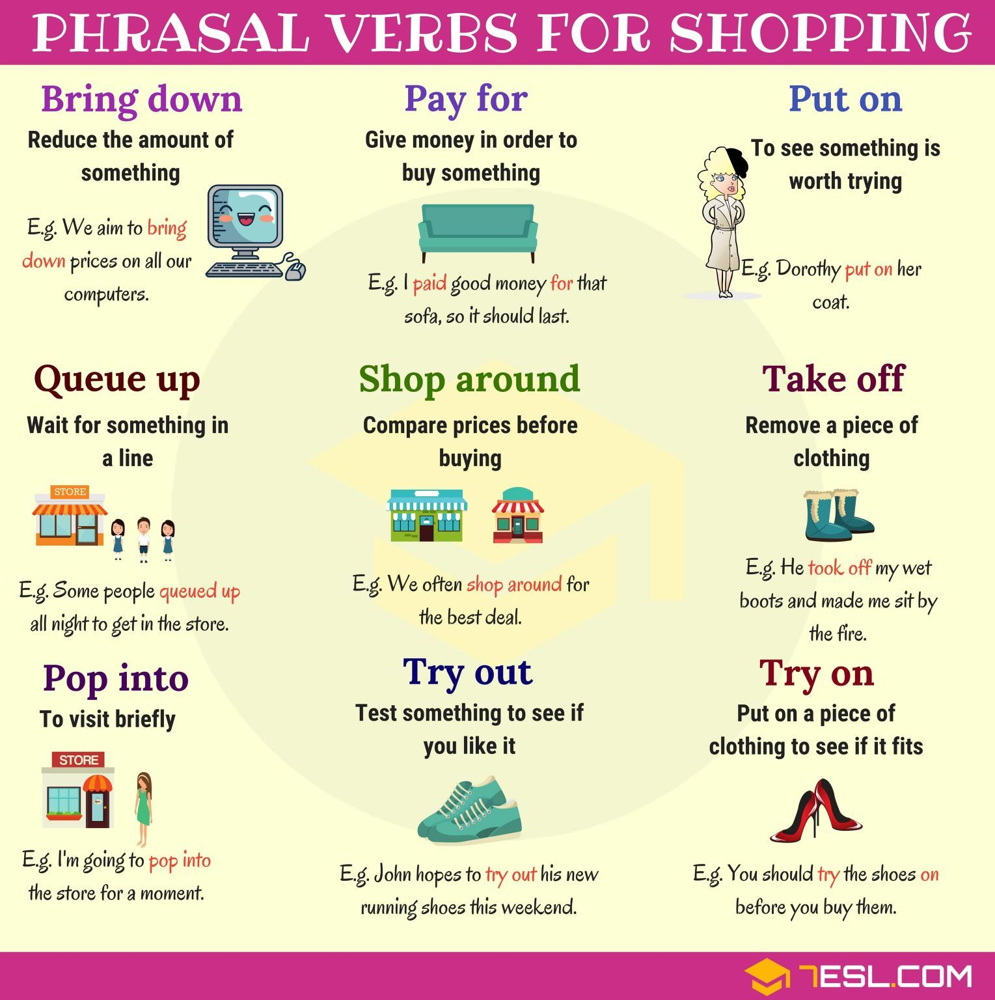 PHRASAL VERBS FOR SHOPPING
Bring down
Reduce the amount of
something
E.g. We aim to bring
down prices on all our
computers.
Pay for
Give money in order to
buy something
E.g. I paid good money for that
sofa, so it should last.
Put on
To see something is
worth trying
E.g. Dorothy put on her
coat.
Queue up
Wait for something in
a line
STORE
E.g. Some people queued up
all night to get in the store.
Shop around
Compare prices before
buying
E.g. We often shop around for
the best deal.
Take off
Remove a piece of
clothing
E.g. He took off my wet
boots and made me sit by
the fire.
Pop into
To visit briefly
STORE
E.g. I'm going to pop into
the store for a moment.
Try out
Test something to see if
you like it
E.g. John hopes to try out his new
running shoes this weekend.
Try on
Put on a piece of
clothing to see if it fits
E.g. You should try the shoes on
before you buy them.
7ESL.COM